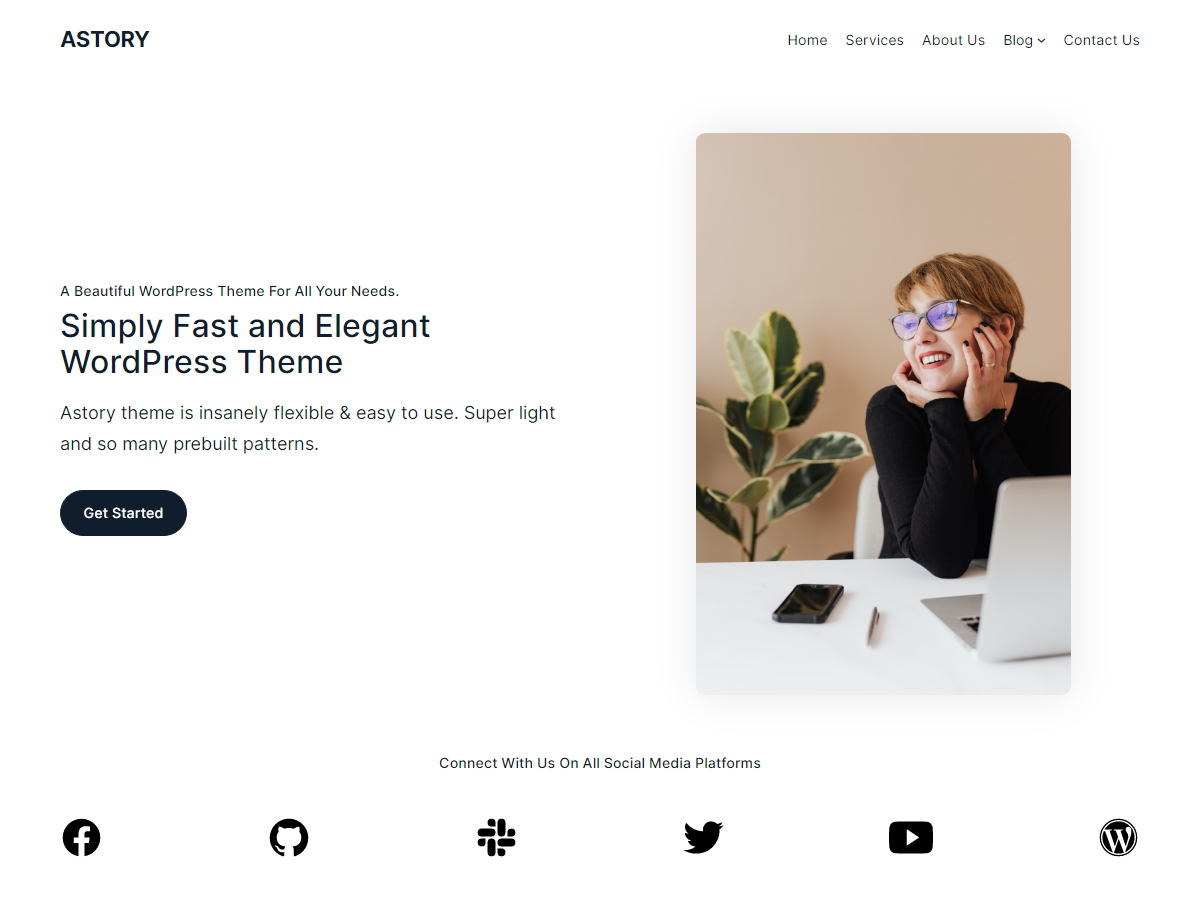 ASTORY
Home Services About Us Blog Contact Us
A Beautiful WordPress Theme For All Your Needs.
Simply Fast and Elegant
WordPress Theme
Astory theme is insanely flexible & easy to use. Super light
and so many prebuilt patterns.
Get Started
Connect With Us On All Social Media Platforms